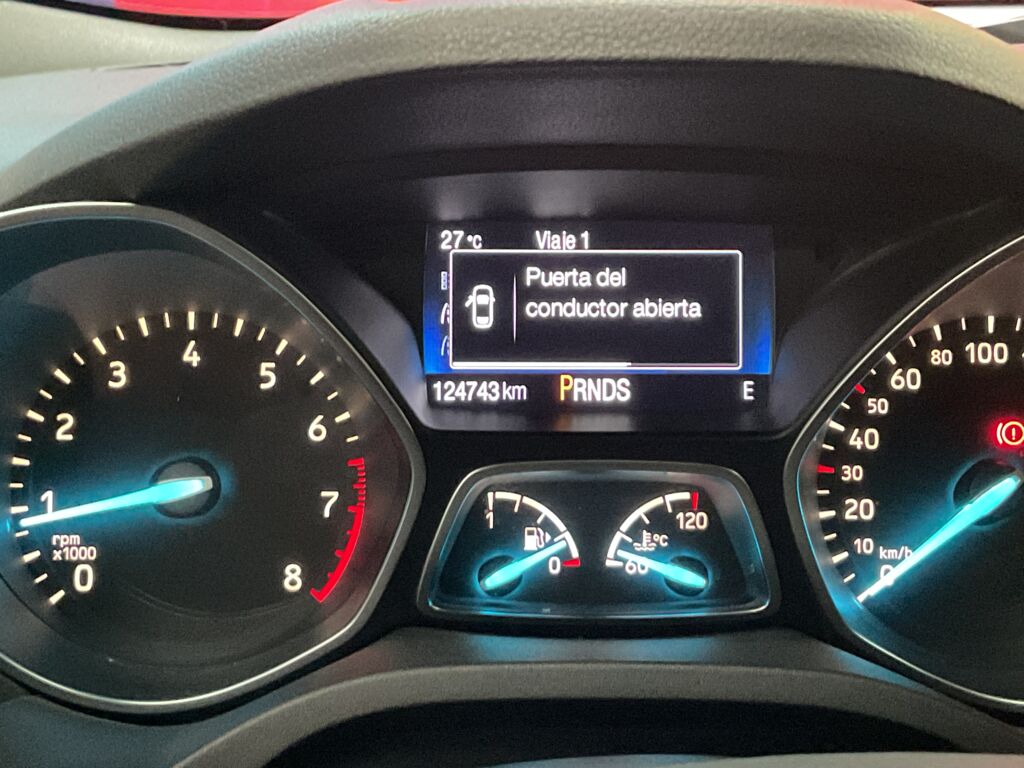 27 °C Viaje 1
Puerta del
conductor abierta
124743 km PRNDS E
0
1
2
3
4
5
6
7
8
rpm
x1000
1
0
60
120
°C
0
10
20
30
40
50
60
80
100
km/h